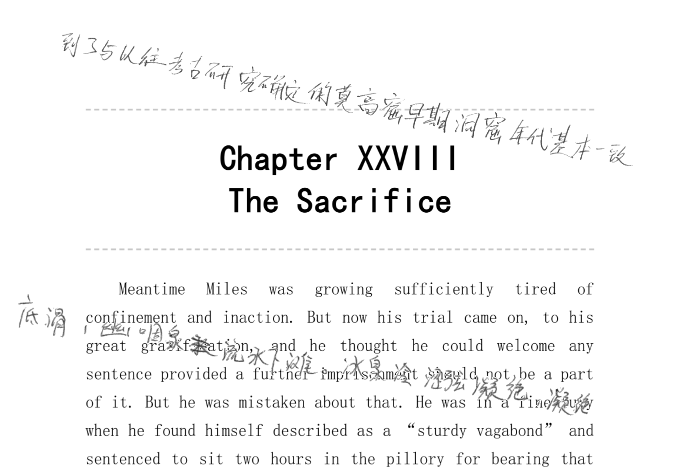 到了与以往考古研究确定的莫高窟早期洞窟年代基本一致
Chapter XXVIII
The Sacrifice
Meantime Miles was growing sufficiently tired of
confinement and inaction. But now his trial came on, to his
great gratification, and he thought he could welcome any
底滑，幽咽泉流水下滩。冰泉冷涩弦凝绝，凝绝
sentence provided a further imprisonment should not be a part
of it. But he was mistaken about that. He was in a fine fury
when he found himself described as a “sturdy vagabond” and
sentenced to sit two hours in the pillory for bearing that